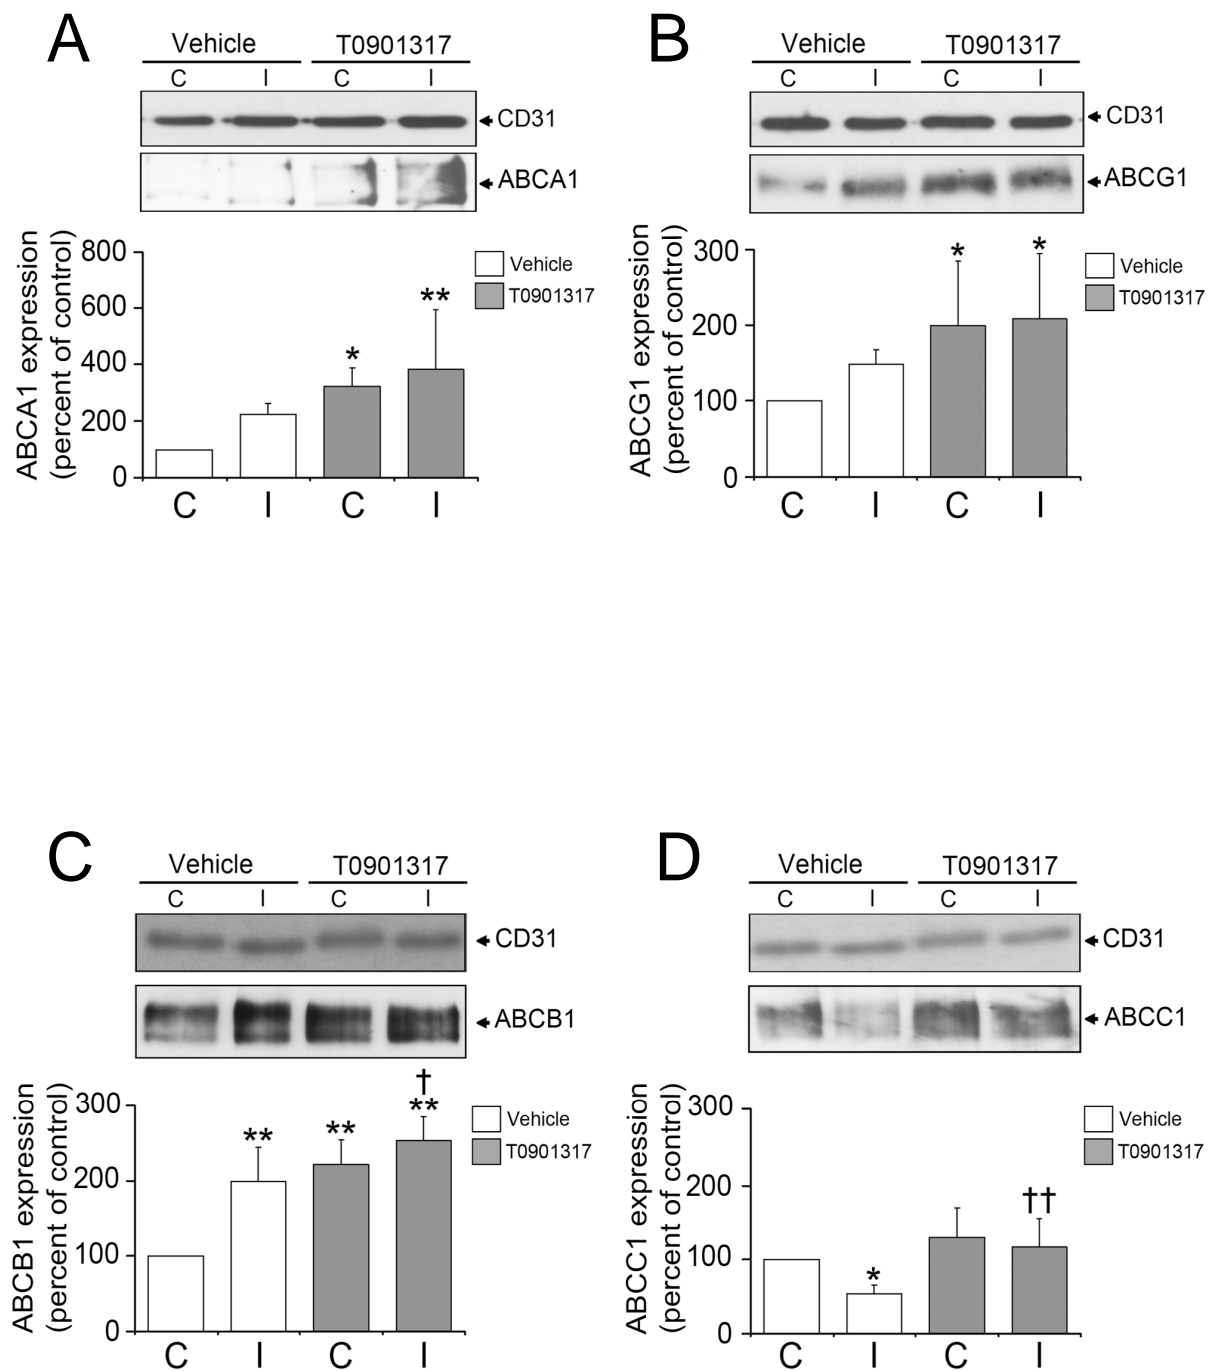 A
Vehicle T0901317
C I C I
CD31
ABCA1
ABCA1 expression
(percent of control)
800
600
400
200
0
* **
Vehicle
T0901317
C I C I
B
Vehicle T0901317
C I C I
CD31
ABCG1
ABCG1 expression
(percent of control)
300
200
100
0
* *
Vehicle
T0901317
C I C I
C
Vehicle T0901317
C I C I
CD31
ABCB1
ABCB1 expression
(percent of control)
300
200
100
0
†
** ** **
Vehicle
T0901317
C I C I
D
Vehicle T0901317
C I C I
CD31
ABCC1
ABCC1 expression
(percent of control)
300
200
100
0
* ††
Vehicle
T0901317
C I C I